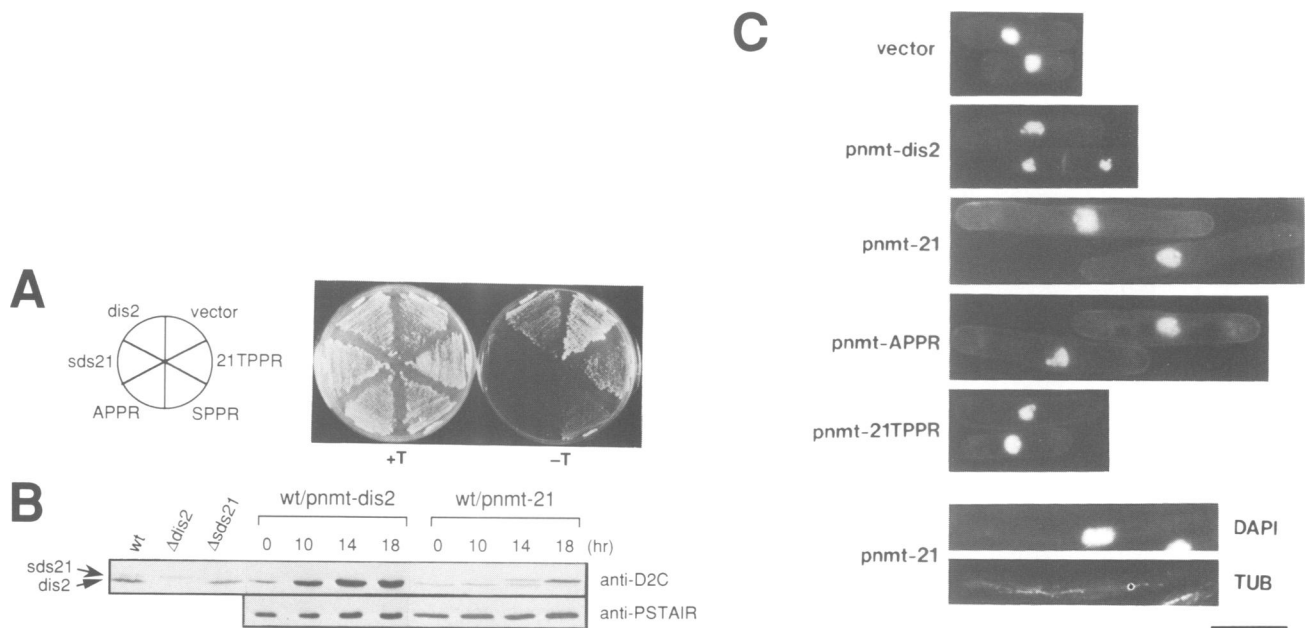 A
dis2
vector
sds21
21TPPR
APPR
SPPR
+T
−T
B
wt
Δdis2
Δsds21
wt/pnmt-dis2
wt/pnmt-21
0 10 14 18 0 10 14 18 (hr)
sds21
dis2
anti-D2C
anti-PSTAIR
C
vector
pnmt-dis2
pnmt-21
pnmt-APPR
pnmt-21TPPR
pnmt-21
DAPI
TUB